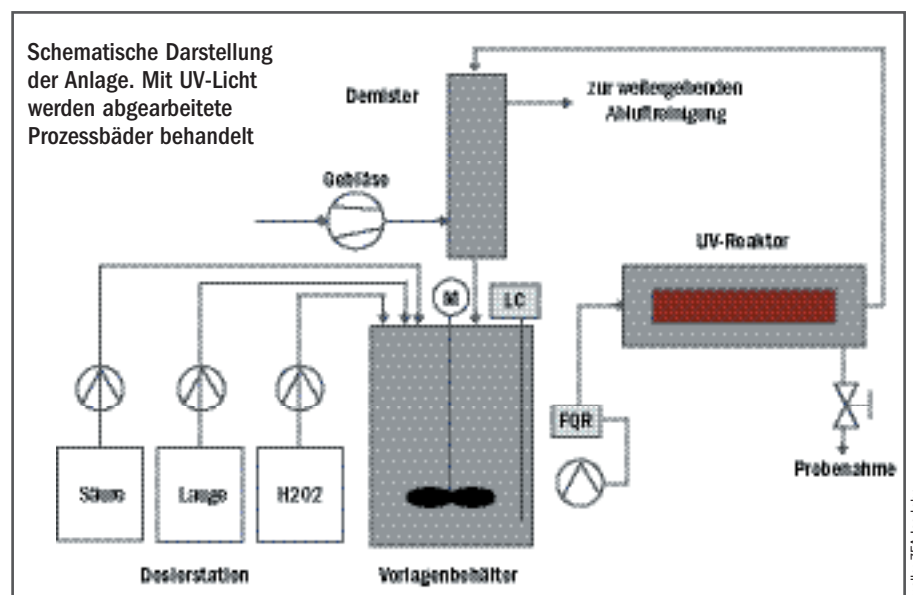 Schematische Darstellung
der Anlage. Mit UV-Licht
werden abgearbeitete
Prozessbäder behandelt
Demister
zur weitergehenden
Abluftreinigung
Gebläse
UV-Reaktor
M
LC
FQR
Säure
Lauge
H2O2
Probenahme
Dosierstation
Vorlagenbehälter